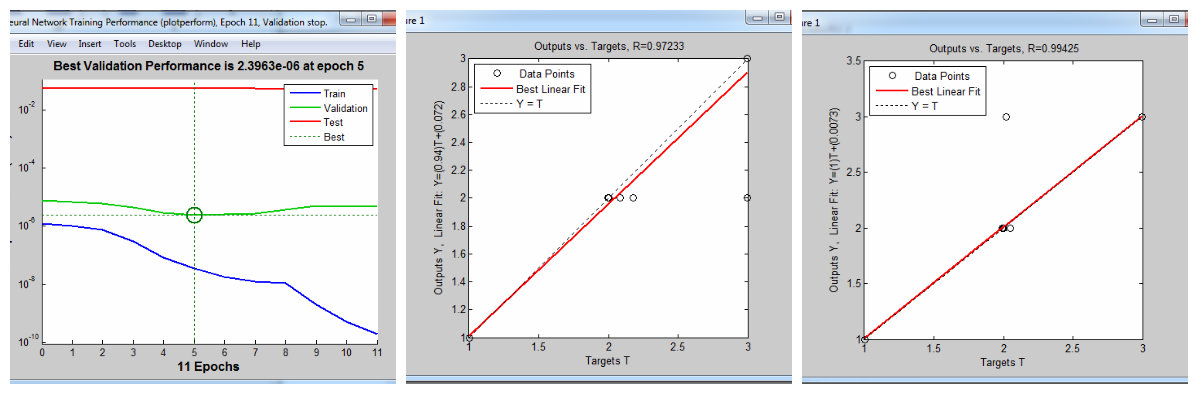 eural Network Training Performance (plotperform), Epoch 11, Validation stop.
Edit View Insert Tools Desktop Window Help
Best Validation Performance is 2.3963e-06 at epoch 5
Train
Validation
Test
Best
10-2
10-4
10-6
10-8
10-10
0 1 2 3 4 5 6 7 8 9 10 11
11 Epochs
ure 1
Outputs vs. Targets, R=0.97233
Data Points
Best Linear Fit
Y = T
Outputs Y, Linear Fit: Y=(0.94)T+(0.072)
3
2.8
2.6
2.4
2.2
2
1.8
1.6
1.4
1.2
1
1 1.5 2 2.5 3
Targets T
ure 1
Outputs vs. Targets, R=0.99425
Data Points
Best Linear Fit
Y = T
Outputs Y, Linear Fit: Y=(1)T+(0.0073)
3.5
3
2.5
2
1.5
1
1 1.5 2 2.5 3
Targets T